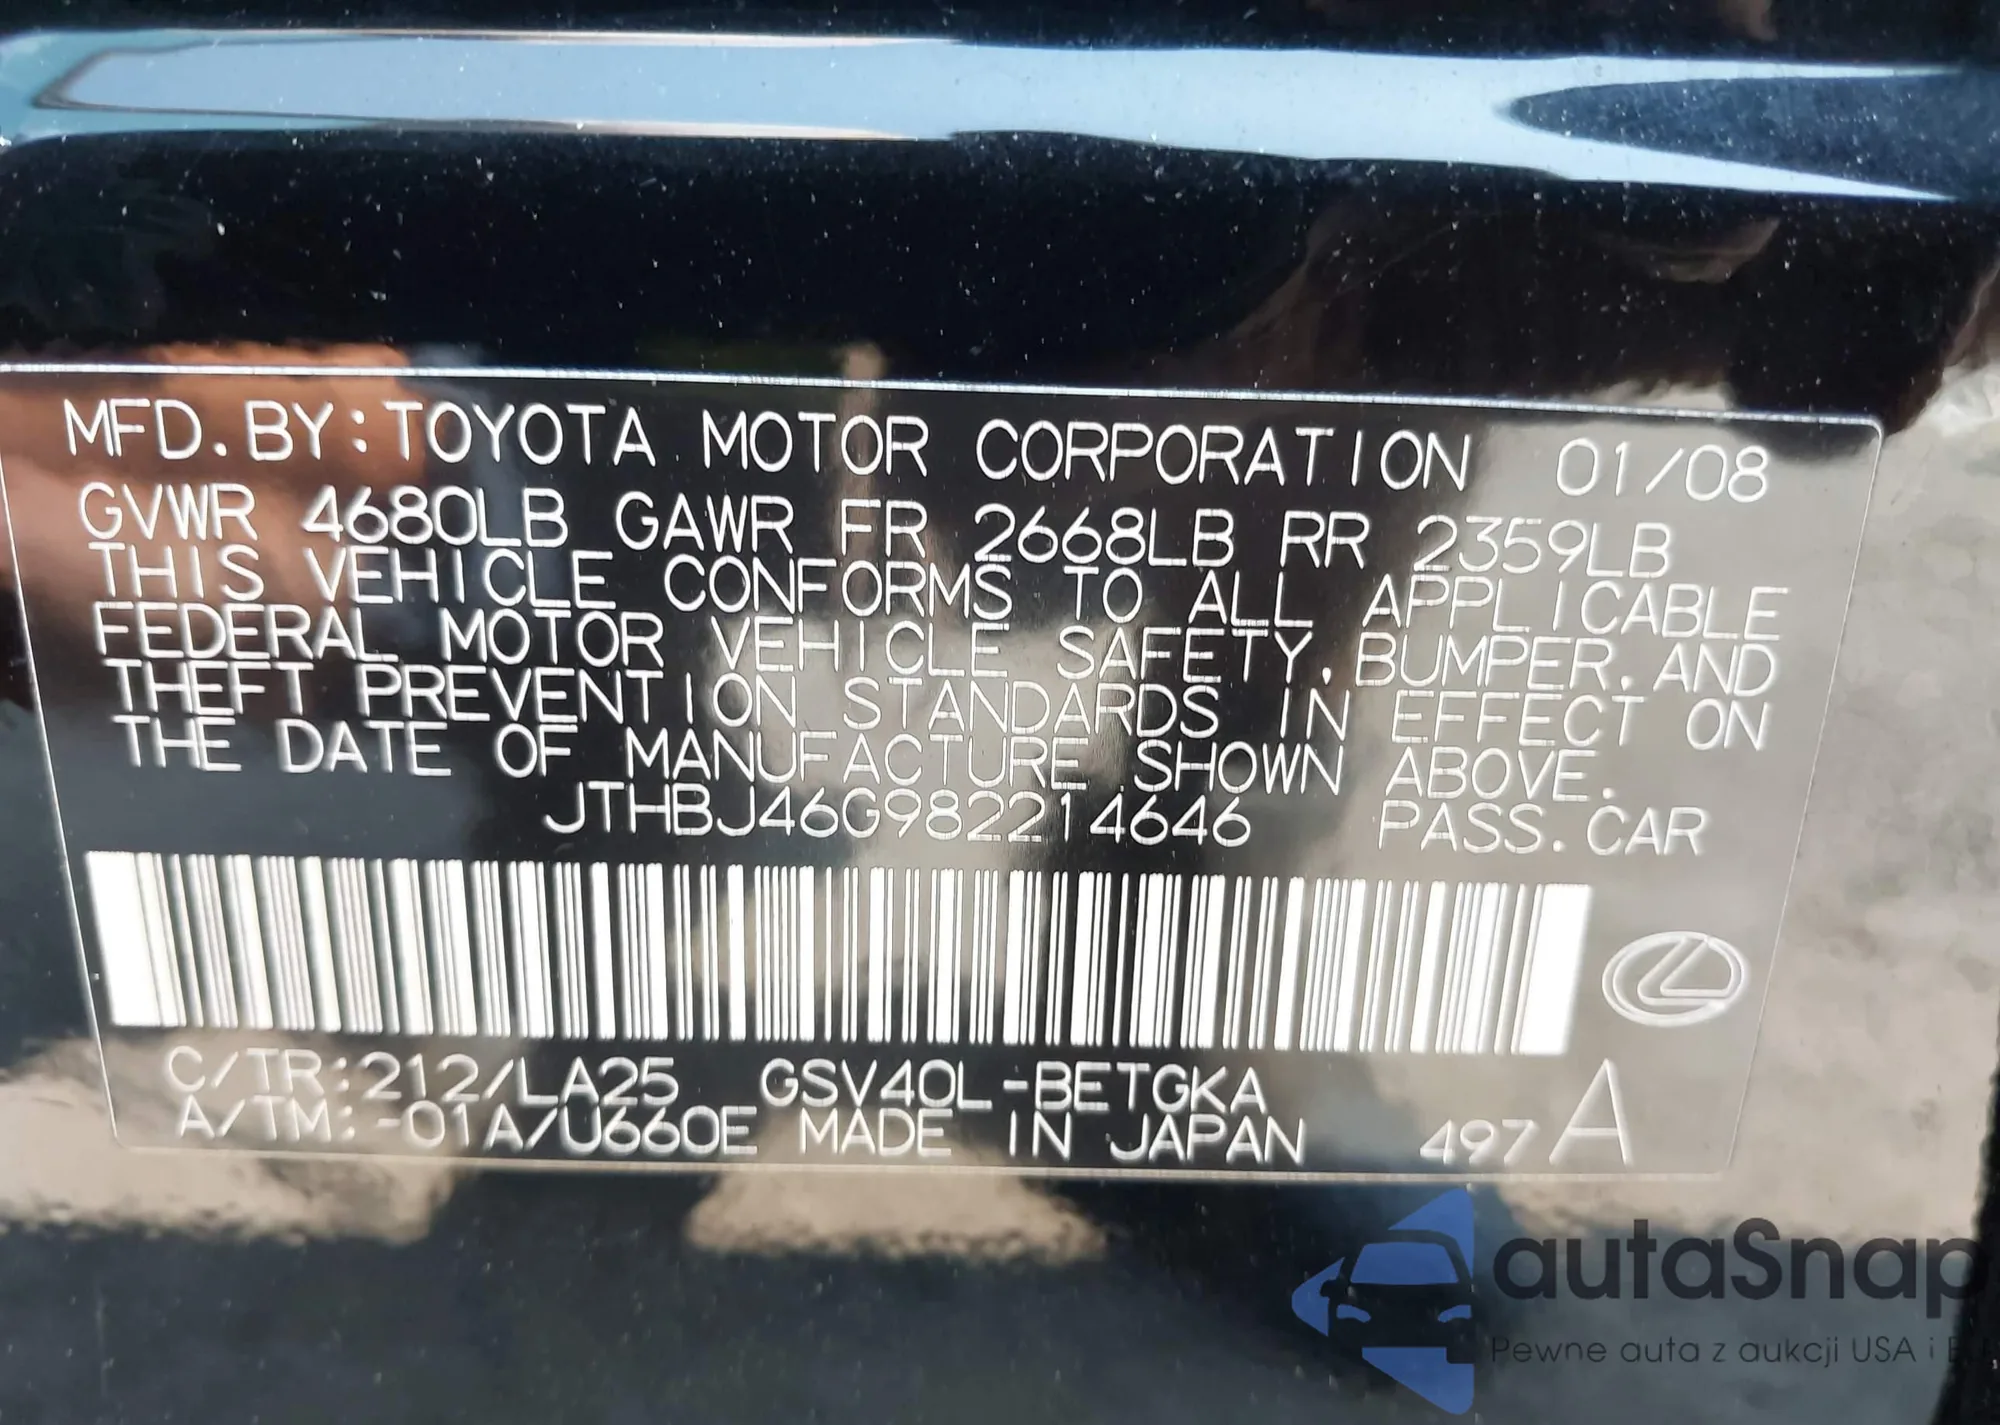 MFD. BY: TOYOTA MOTOR CORPORATION 01/08
GVWR 4680LB GAWR FR 2668LB RR 2359LB
THIS VEHICLE CONFORMS TO ALL APPLICABLE
FEDERAL MOTOR VEHICLE SAFETY, BUMPER, AND
THEFT PREVENTION STANDARDS IN EFFECT ON
THE DATE OF MANUFACTURE SHOWN ABOVE.
JTHBJ46G982214646 PASS. CAR
C/TR:212/LA25 GSV40L-BETGKA
A/TM:-01A/U660E MADE IN JAPAN 497 A
autaSnap
Pewne auta z aukcji USA i